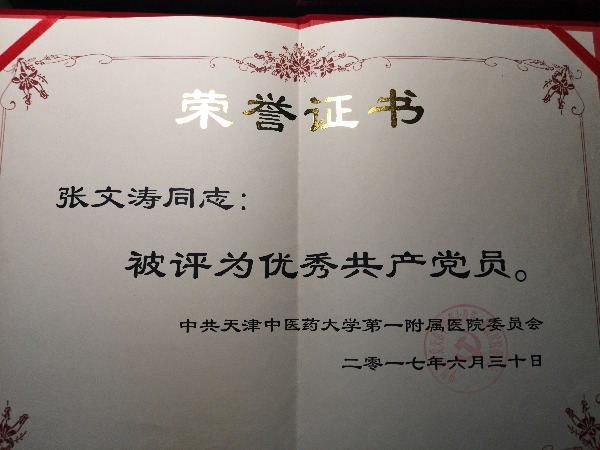 荣誉证书
张文涛同志：
被评为优秀共产党员。
中共天津中医药大学第一附属医院委员会
二零一七年六月三十日